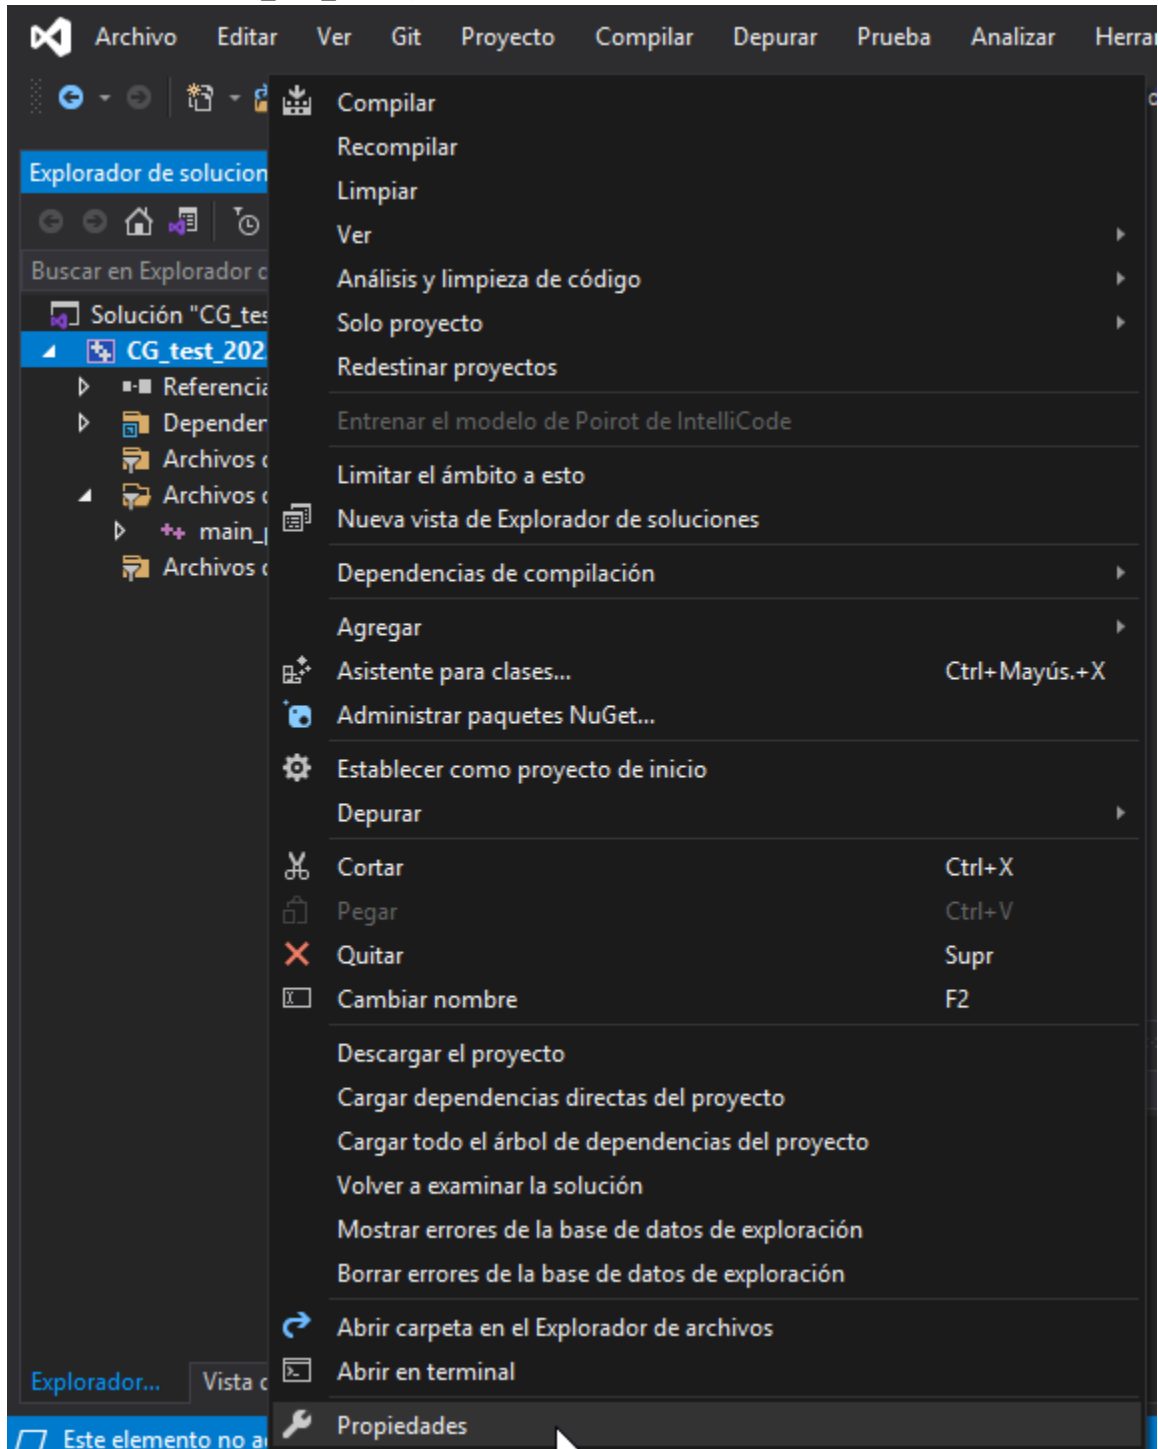 Archivo Editar Ver Git Proyecto Compilar Depurar Prueba Analizar
Explorador de
Buscar en Explorador
Solución
Compilar
Recompilar
Limpiar
Ver
Análisis y limpieza de código
Solo proyecto
Redestinar proyectos
Entrenar el modelo de Poirot de IntelliCode
Limitar el ámbito a esto
Nueva vista de Explorador de soluciones
Dependencias de compilación
Agregar
Asistente para clases... Ctrl+Mayús.+X
Administrar paquetes NuGet...
Establecer como proyecto de inicio
Depurar
Cortar Ctrl+X
Pegar Ctrl+V
Quitar Supr
Cambiar nombre F2
Descargar el proyecto
Cargar dependencias directas del proyecto
Cargar todo el árbol de dependencias del proyecto
Volver a examinar la solución
Mostrar errores de la base de datos de exploración
Borrar errores de la base de datos de exploración
Abrir carpeta en el Explorador de archivos
Abrir en terminal
Propiedades
Archivos
Archivos
Archivos
Explorador... Vista
Este elemento no